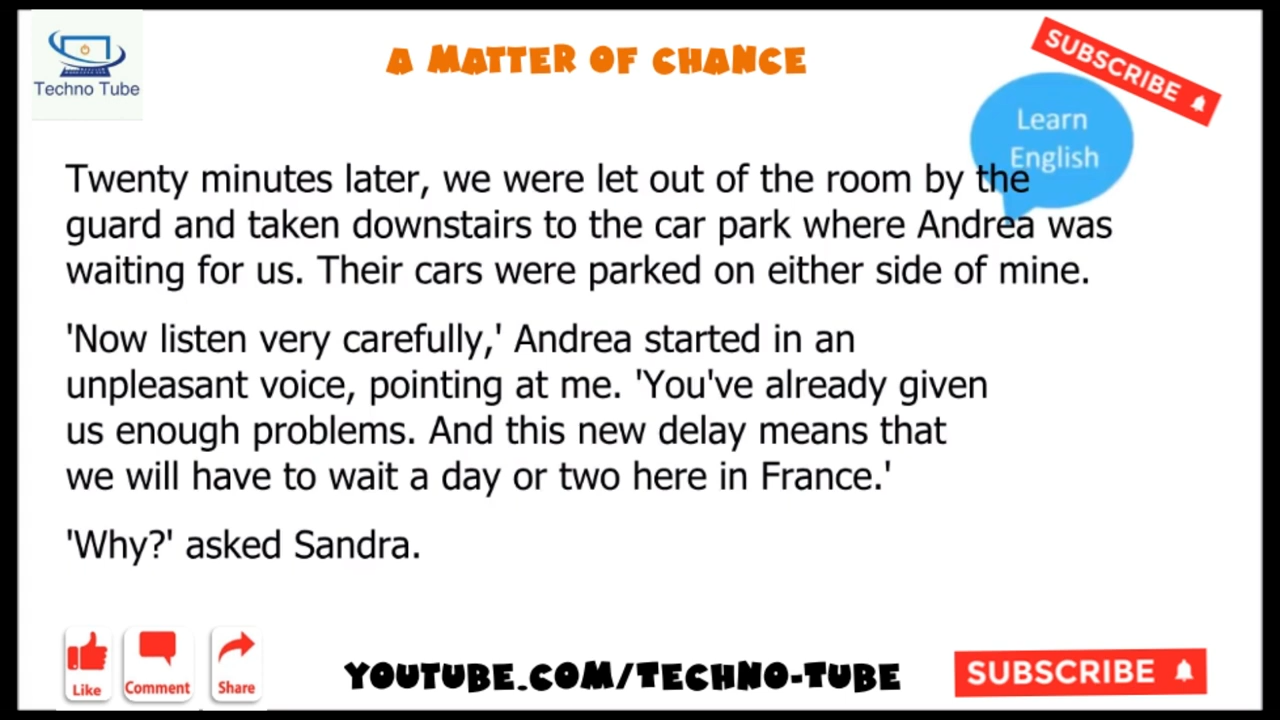 Techno Tube
A MATTER OF CHANCE
SUBSCRIBE
Learn
English
Twenty minutes later, we were let out of the room by the
guard and taken downstairs to the car park where Andrea was
waiting for us. Their cars were parked on either side of mine.
'Now listen very carefully,' Andrea started in an
unpleasant voice, pointing at me. 'You've already given
us enough problems. And this new delay means that
we will have to wait a day or two here in France.'
'Why?' asked Sandra.
Like
Comment
Share
YOUTUBE.COM/TECHNO-TUBE
SUBSCRIBE